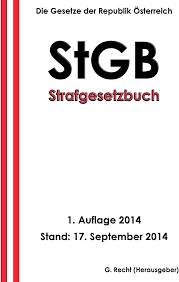 Die Gesetze der Republik Österreich
StGB
Strafgesetzbuch
1. Auflage 2014
Stand: 17. September 2014
G. Recht (Herausgeber)